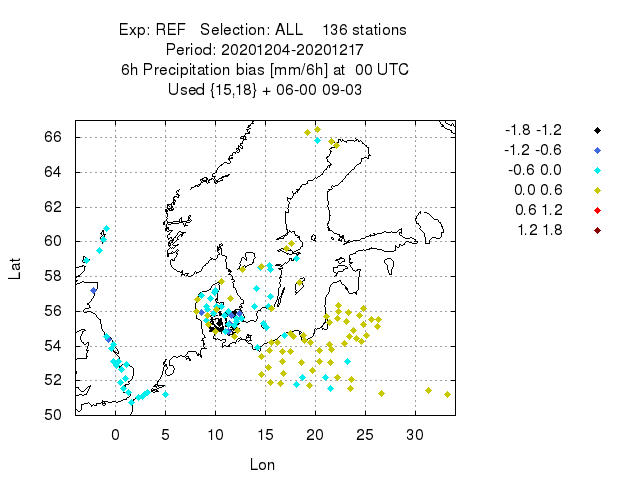 Exp: REF Selection: ALL 136 stations
Period: 20201204-20201217
6h Precipitation bias [mm/6h] at 00 UTC
Used {15,18} + 06-00 09-03
-1.8 -1.2
-1.2 -0.6
-0.6 0.0
0.0 0.6
0.6 1.2
1.2 1.8
66
64
62
60
58
56
54
52
50
Lat
0 5 10 15 20 25 30
Lon